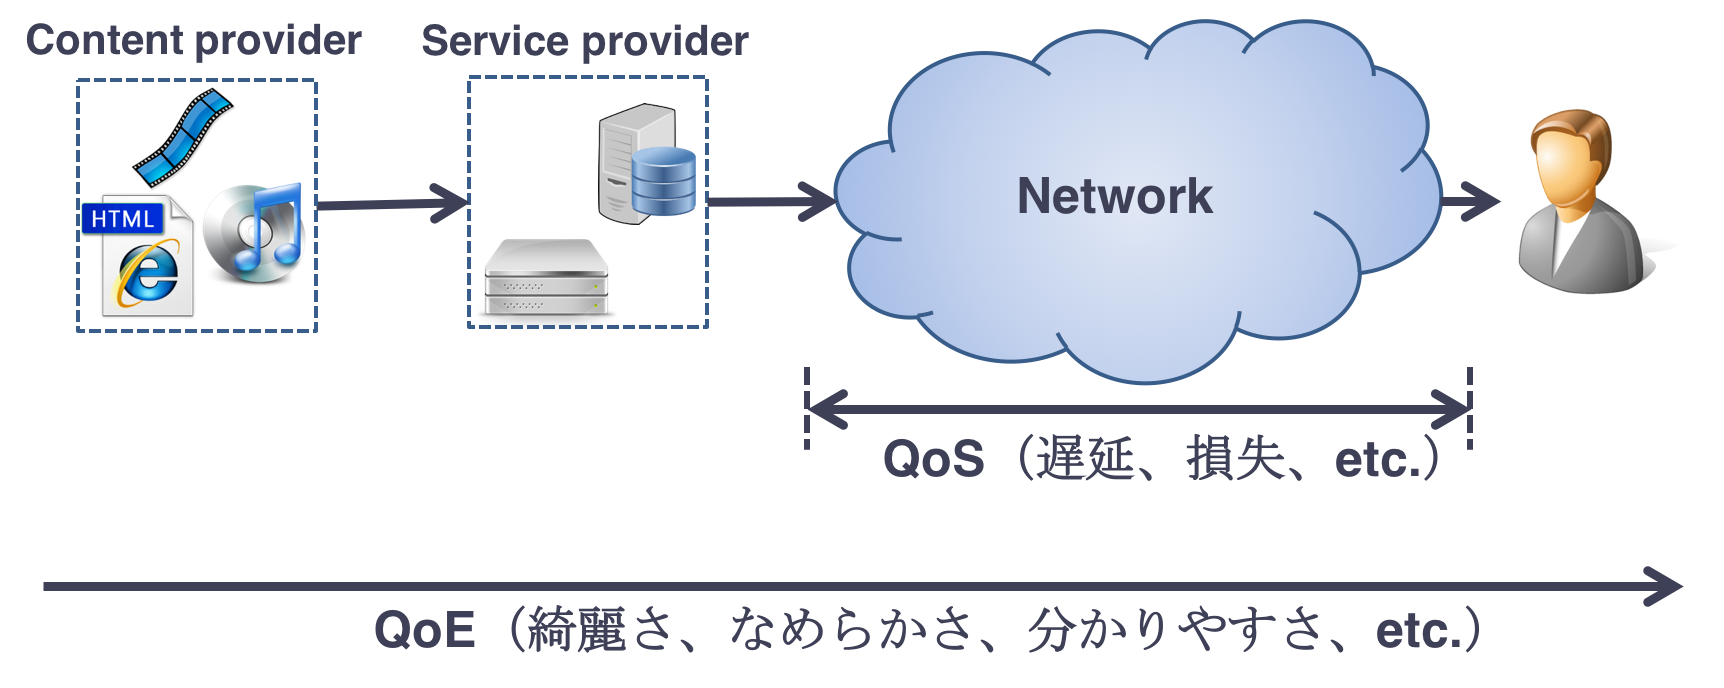 Content provider
Service provider
HTML
Network
QoS（遅延、損失、etc.）
QoE（綺麗さ、なめらかさ、分かりやすさ、etc.）